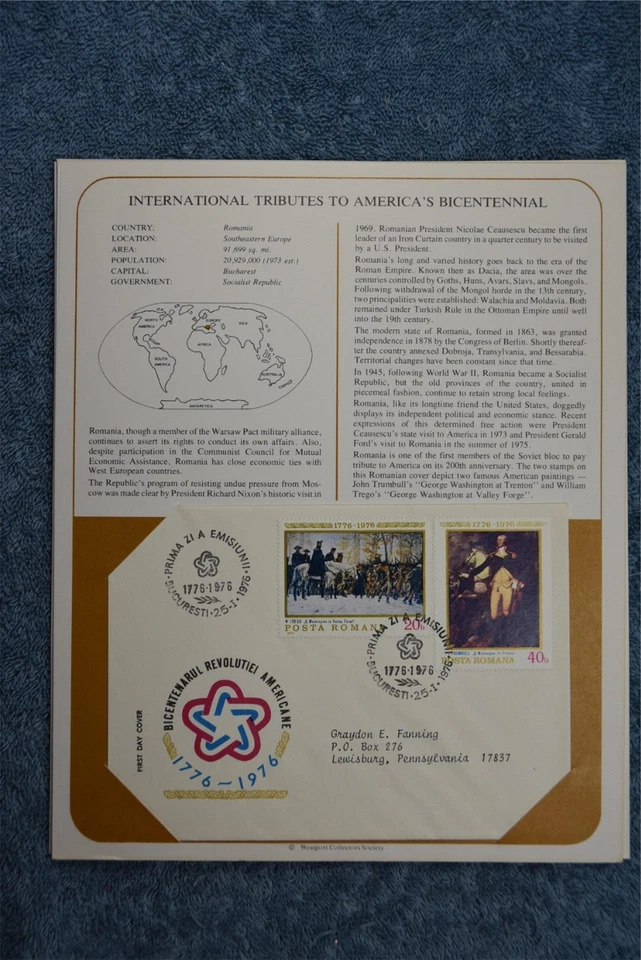 INTERNATIONAL TRIBUTES TO AMERICA'S BICENTENNIAL
COUNTRY: Romania
LOCATION: Southeastern Europe
AREA: 91,699 sq. mi.
POPULATION: 20,929,000 (1973 est.)
CAPITAL: Bucharest
GOVERNMENT: Socialist Republic
NORTH AMERICA
EUROPE
ASIA
AFRICA
SOUTH AMERICA
AUSTRALIA
ANTARCTICA
Romania, though a member of the Warsaw Pact military alliance,
continues to assert its rights to conduct its own affairs. Also,
despite participation in the Communist Council for Mutual
Economic Assistance, Romania has close economic ties with
West European countries.
The Republic's program of resisting undue pressure from Mos-
cow was made clear by President Richard Nixon's historic visit in
1969. Romanian President Nicolae Ceausescu became the first
leader of an Iron Curtain country in a quarter century to be visited
by a U.S. President.
Romania's long and varied history goes back to the era of the
Roman Empire. Known then as Dacia, the area was over the
centuries controlled by Goths, Huns, Avars, Slavs, and Mongols.
Following withdrawal of the Mongol horde in the 13th century,
two principalities were established: Walachia and Moldavia. Both
remained under Turkish Rule in the Ottoman Empire until well
into the 19th century.
The modern state of Romania, formed in 1863, was granted
independence in 1878 by the Congress of Berlin. Shortly thereaf-
ter the country annexed Dobroja, Transylvania, and Bessarabia.
Territorial changes have been constant since that time.
In 1945, following World War II, Romania became a Socialist
Republic, but the old provinces of the country, united in
piecemeal fashion, continue to retain strong local feelings.
Romania, like its longtime friend the United States, doggedly
displays its independent political and economic stance. Recent
expressions of this determined free action were President
Ceausescu's state visit to America in 1973 and President Gerald
Ford's visit to Romania in the summer of 1975.
Romania is one of the first members of the Soviet bloc to pay
tribute to America on its 200th anniversary. The two stamps on
this Romanian cover depict two famous American paintings —
John Trumbull's "George Washington at Trenton" and William
Trego's "George Washington at Valley Forge".
PRIMA ZI A EMISIUNII
1776-1976
BUCUREȘTI·25-I·1976
1776-1976
POSTA ROMANA
20b
1776-1976
POSTA ROMANA
40b
PRIMA ZI A EMISIUNII
1776-1976
BUCUREȘTI·25-I·1976
BICENTENARUL REVOLUTIEI AMERICANE
1776~1976
FIRST DAY COVER
Graydon E. Fanning
P.O. Box 276
Lewisburg, Pennsylvania 17837
© Westport Collectors Society